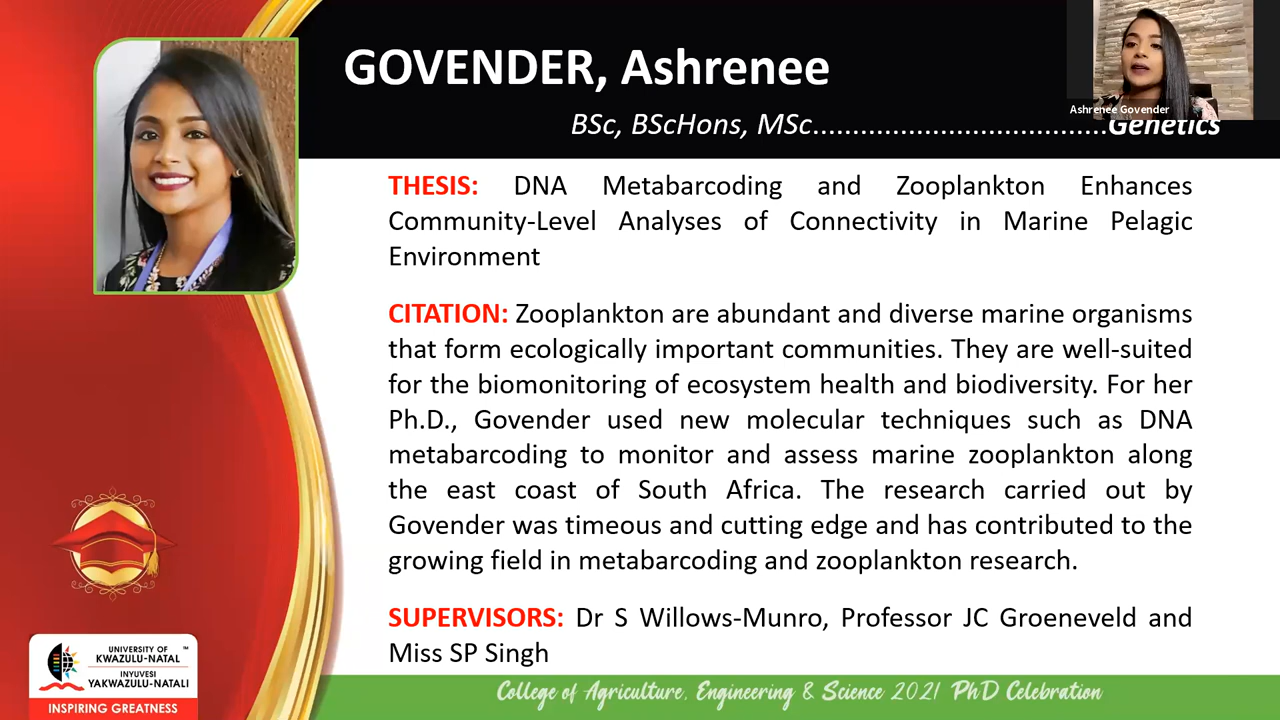 GOVENDER, Ashrenee
Ashrenee Govender
BSc, BScHons, MSc...................................Genetics
THESIS: DNA Metabarcoding and Zooplankton Enhances
Community-Level Analyses of Connectivity in Marine Pelagic
Environment
CITATION: Zooplankton are abundant and diverse marine organisms
that form ecologically important communities. They are well-suited
for the biomonitoring of ecosystem health and biodiversity. For her
Ph.D., Govender used new molecular techniques such as DNA
metabarcoding to monitor and assess marine zooplankton along
the east coast of South Africa. The research carried out by
Govender was timeous and cutting edge and has contributed to the
growing field in metabarcoding and zooplankton research.
SUPERVISORS: Dr S Willows-Munro, Professor JC Groeneveld and
Miss SP Singh
UNIVERSITY OF ™
KWAZULU-NATAL
INYUVESI
YAKWAZULU-NATALI
INSPIRING GREATNESS
College of Agriculture, Engineering & Science 2021 PhD Celebration